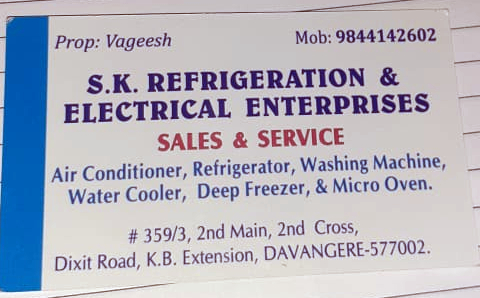 Prop: Vageesh
Mob: 9844142602
S.K. REFRIGERATION &
ELECTRICAL ENTERPRISES
SALES & SERVICE
Air Conditioner, Refrigerator, Washing Machine,
Water Cooler, Deep Freezer, & Micro Oven.
# 359/3, 2nd Main, 2nd Cross,
Dixit Road, K.B. Extension, DAVANGERE-577002.